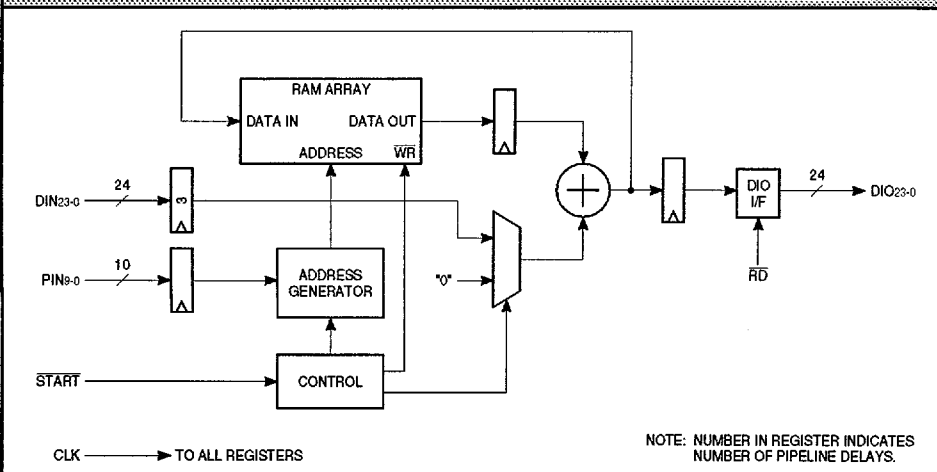 RAM ARRAY
DATA IN DATA OUT
ADDRESS WR
24
DIN23-0
3
PIN9-0
10
ADDRESS
GENERATOR
"0"
DIO
I/F
24
DIO23-0
RD
START
CONTROL
CLK TO ALL REGISTERS
NOTE: NUMBER IN REGISTER INDICATES
NUMBER OF PIPELINE DELAYS.